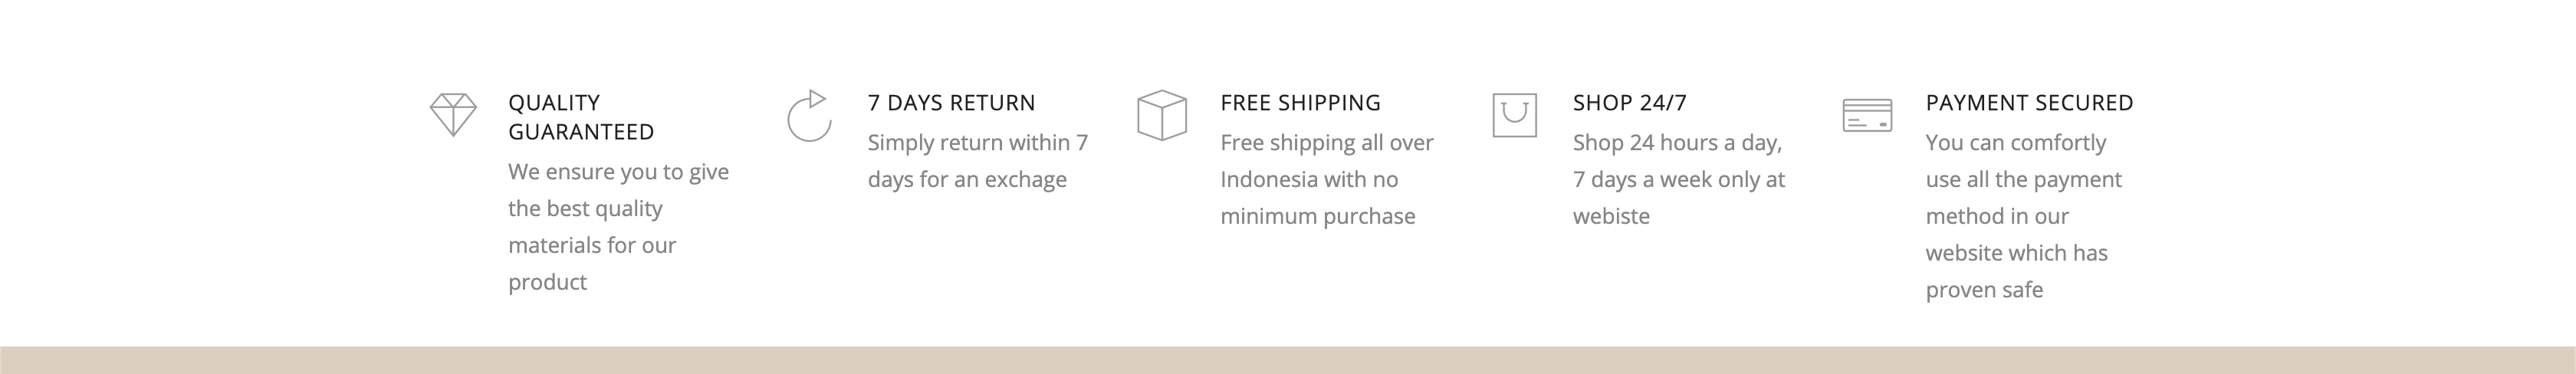 QUALITY
GUARANTEED
We ensure you to give
the best quality
materials for our
product
7 DAYS RETURN
Simply return within 7
days for an exchage
FREE SHIPPING
Free shipping all over
Indonesia with no
minimum purchase
SHOP 24/7
Shop 24 hours a day,
7 days a week only at
webiste
PAYMENT SECURED
You can comfortly
use all the payment
method in our
website which has
proven safe